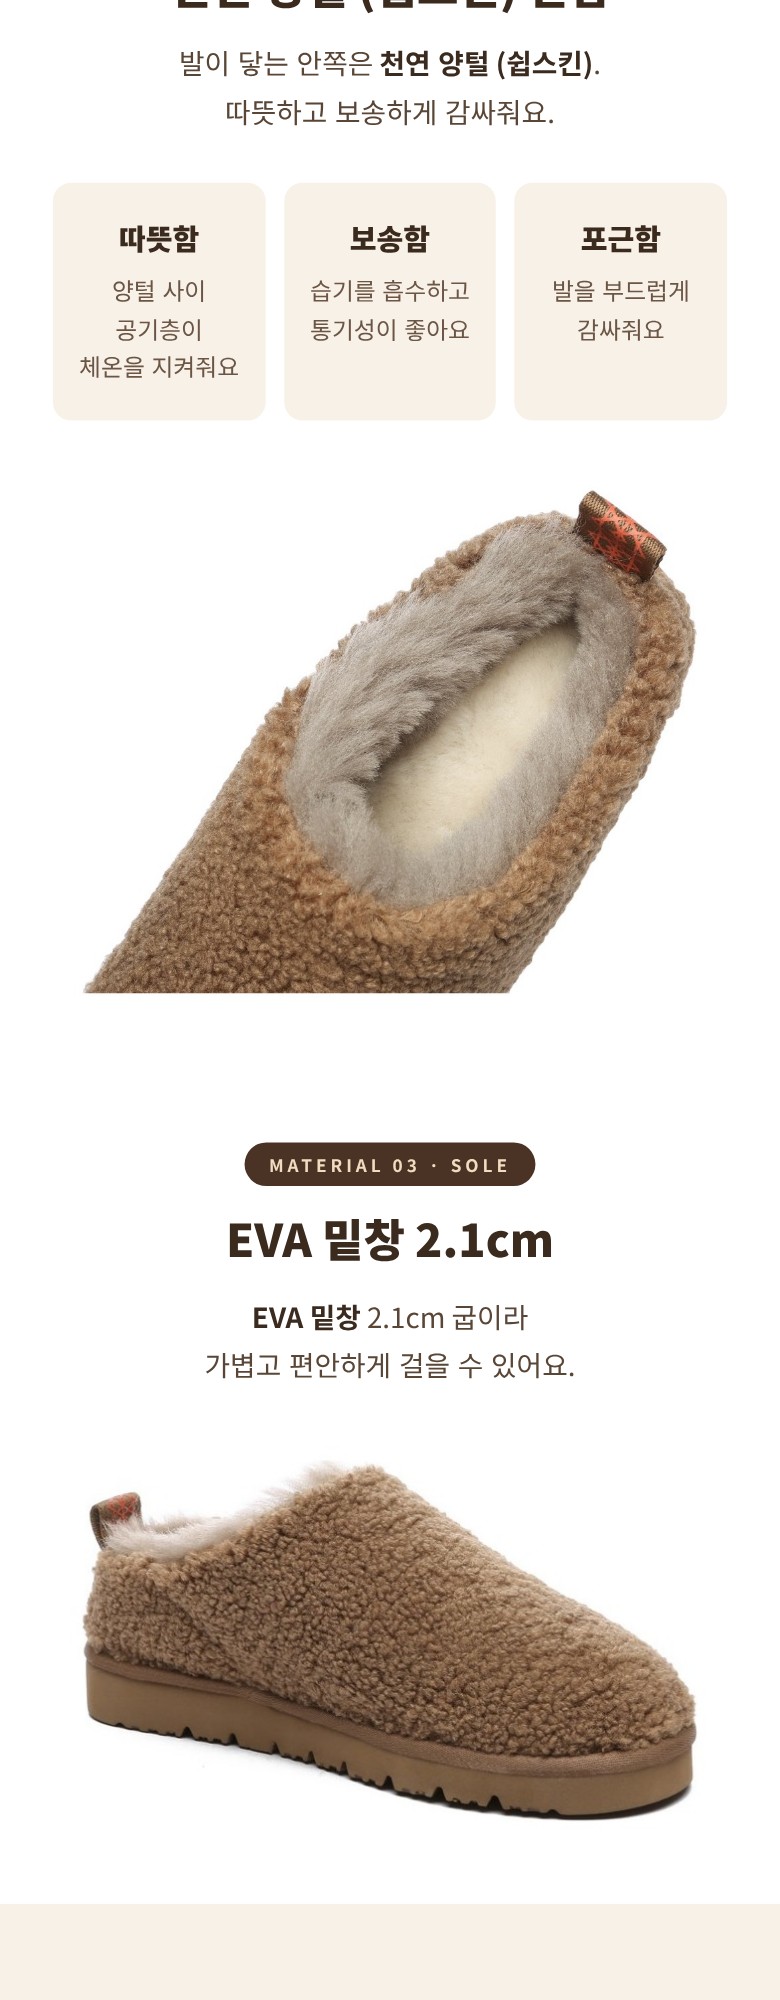 발이 닿는 안쪽은 천연 양털 (쉽스킨).
따뜻하고 보송하게 감싸줘요.
따뜻함
양털 사이
공기층이
체온을 지켜줘요
보송함
습기를 흡수하고
통기성이 좋아요
포근함
발을 부드럽게
감싸줘요
MATERIAL 03 · SOLE
EVA 밑창 2.1cm
EVA 밑창 2.1cm 굽이라
가볍고 편안하게 걸을 수 있어요.